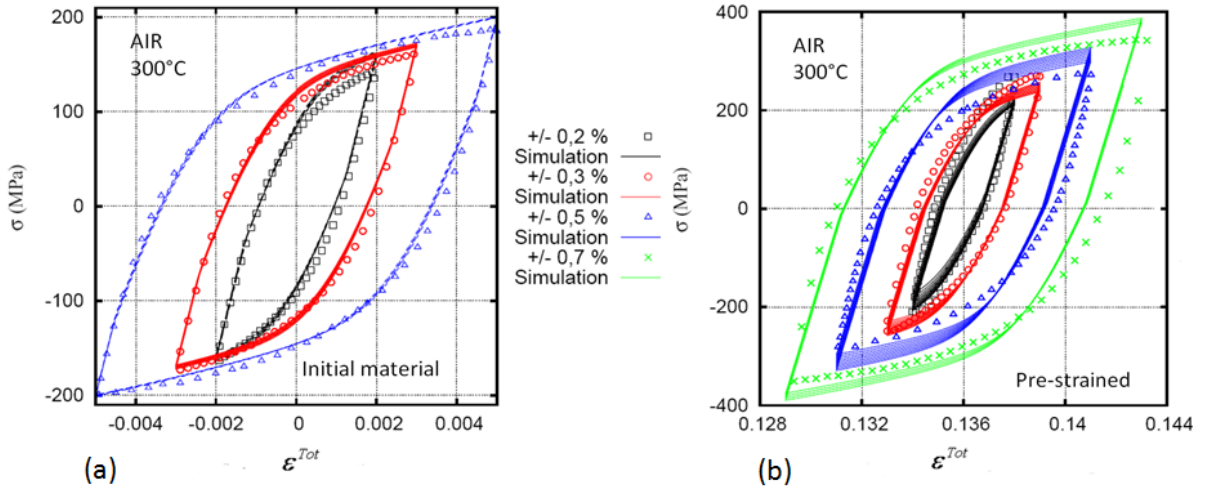 200
100
0
-100
-200
σ (MPa)
AIR
300°C
Initial material
-0.004
-0.002
0
0.002
0.004
(a)
ε^Tot
+/- 0,2 %
Simulation
+/- 0,3 %
Simulation
+/- 0,5 %
Simulation
+/- 0,7 %
Simulation
400
200
0
-200
-400
σ (MPa)
AIR
300°C
Pre-strained
0.128
0.132
0.136
0.14
0.144
(b)
ε^Tot